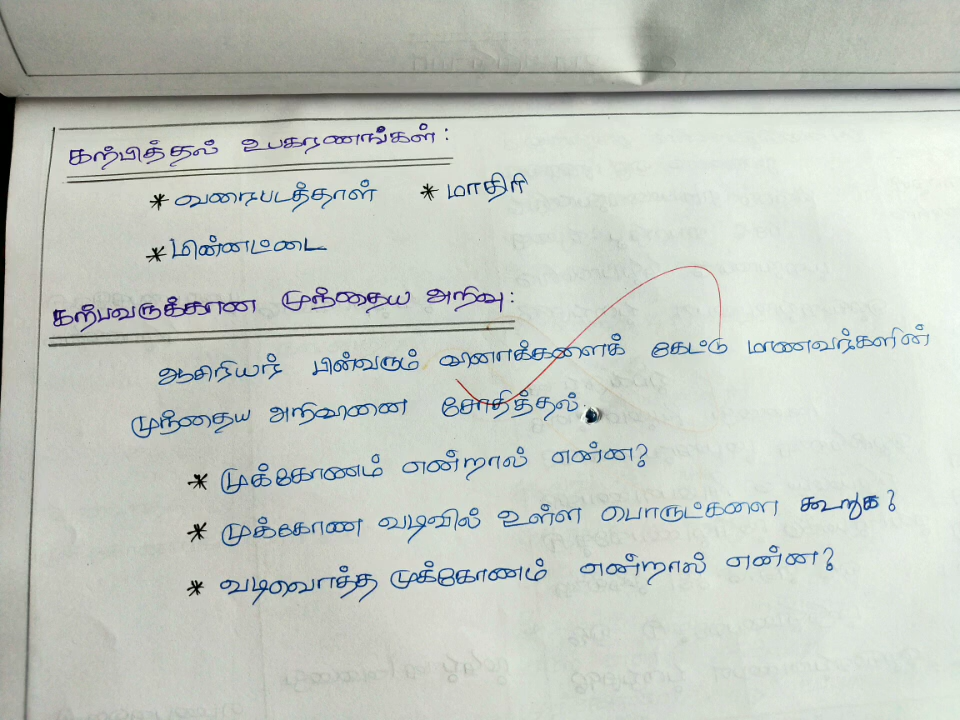 கற்பித்தல் உபகரணங்கள் :
* வரைபடத்தாள் * மாதிரி
* மின்னட்டை
கற்பவருக்கான முந்தைய அறிவு :
ஆசிரியர் பின்வரும் வினாக்களைக் கேட்டு மாணவர்களின்
முந்தைய அறிவினை சோதித்தல்.
* முக்கோணம் என்றால் என்ன?
* முக்கோண வடிவில் உள்ள பொருட்களை கூறுக?
* வடிவொத்த முக்கோணம் என்றால் என்ன?